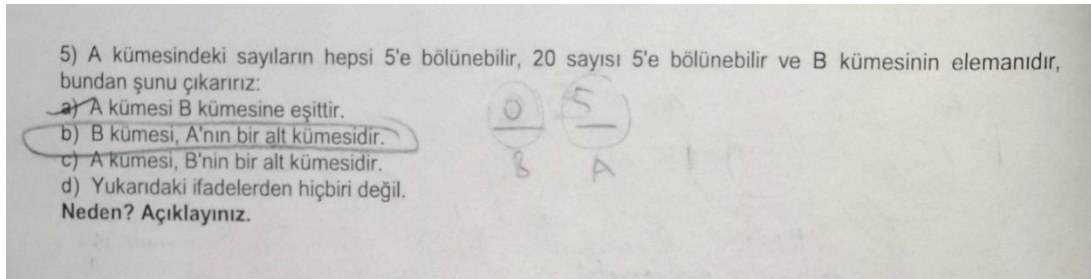 5) A kümesindeki sayıların hepsi 5'e bölünebilir, 20 sayısı 5'e bölünebilir ve B kümesinin elemanıdır,
bundan şunu çıkarırız:
a) A kümesi B kümesine eşittir.
b) B kümesi, A'nın bir alt kümesidir.
c) A kümesi, B'nin bir alt kümesidir.
d) Yukarıdaki ifadelerden hiçbiri değil.
Neden? Açıklayınız.
0 5
B A